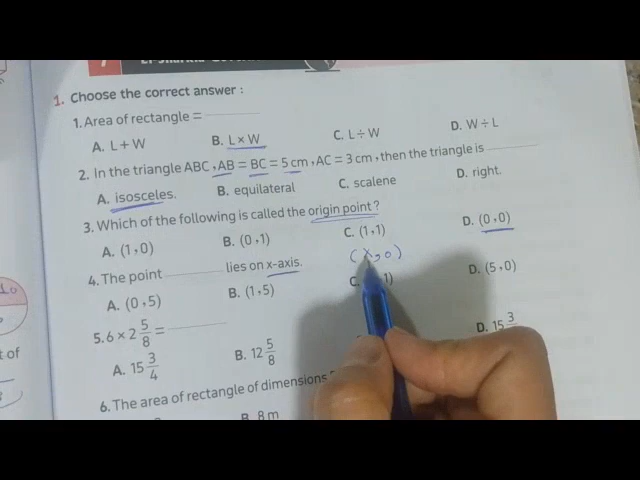 1. Choose the correct answer :
1. Area of rectangle =
A. L + W B. L × W C. L ÷ W D. W ÷ L
2. In the triangle ABC , AB = BC = 5 cm , AC = 3 cm , then the triangle is
A. isosceles. B. equilateral C. scalene D. right.
3. Which of the following is called the origin point ?
A. (1 , 0) B. (0 , 1) C. (1 , 1) D. (0 , 0)
(x , 0)
4. The point lies on x-axis.
A. (0 , 5) B. (1 , 5) C. 1) D. (5 , 0)
5. 6 × 2 5/8 =
A. 15 3/4 B. 12 5/8 D. 15 3
6. The area of rectangle of dimensions
B. 8 m
t of